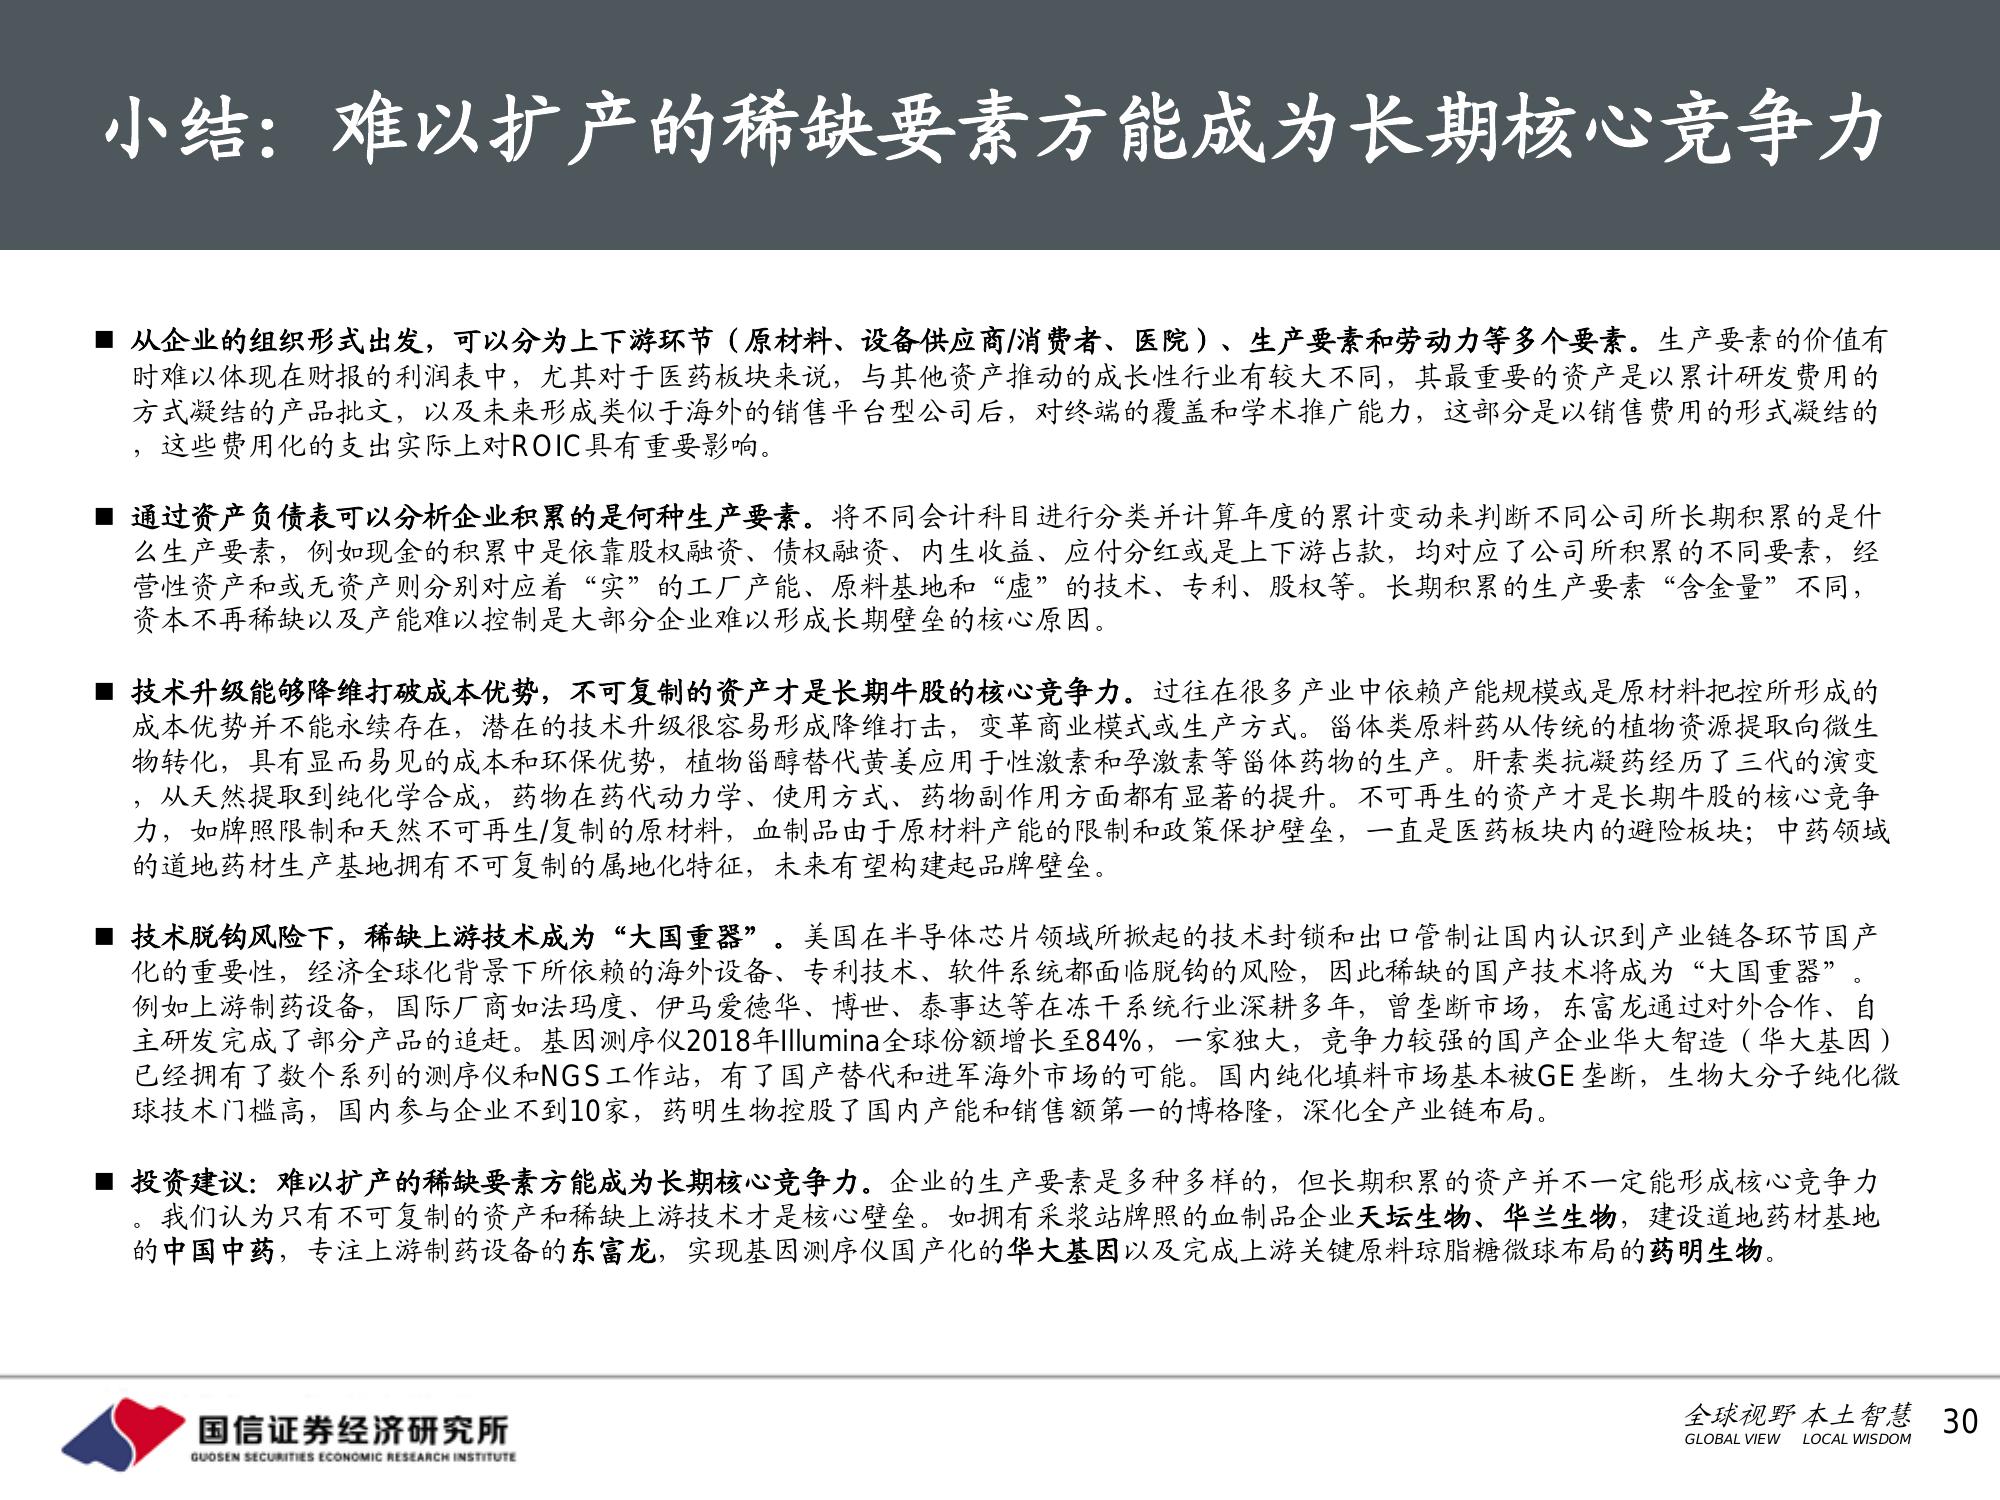 小结：难以扩产的稀缺要素方能成为长期核心竞争力
■ 从企业的组织形式出发，可以分为上下游环节（原材料、设备供应商/消费者、医院）、生产要素和劳动力等多个要素。生产要素的价值有
时难以体现在财报的利润表中，尤其对于医药板块来说，与其他资产推动的成长性行业有较大不同，其最重要的资产是以累计研发费用的
方式凝结的产品批文，以及未来形成类似于海外的销售平台型公司后，对终端的覆盖和学术推广能力，这部分是以销售费用的形式凝结的
，这些费用化的支出实际上对ROIC具有重要影响。
■ 通过资产负债表可以分析企业积累的是何种生产要素。将不同会计科目进行分类并计算年度的累计变动来判断不同公司所长期积累的是什
么生产要素，例如现金的积累中是依靠股权融资、债权融资、内生收益、应付分红或是上下游占款，均对应了公司所积累的不同要素，经
营性资产和或无资产则分别对应着“实”的工厂产能、原料基地和“虚”的技术、专利、股权等。长期积累的生产要素“含金量”不同，
资本不再稀缺以及产能难以控制是大部分企业难以形成长期壁垒的核心原因。
■ 技术升级能够降维打破成本优势，不可复制的资产才是长期牛股的核心竞争力。过往在很多产业中依赖产能规模或是原材料把控所形成的
成本优势并不能永续存在，潜在的技术升级很容易形成降维打击，变革商业模式或生产方式。甾体类原料药从传统的植物资源提取向微生
物转化，具有显而易见的成本和环保优势，植物甾醇替代黄姜应用于性激素和孕激素等甾体药物的生产。肝素类抗凝药经历了三代的演变
，从天然提取到纯化学合成，药物在药代动力学、使用方式、药物副作用方面都有显著的提升。不可再生的资产才是长期牛股的核心竞争
力，如牌照限制和天然不可再生/复制的原材料，血制品由于原材料产能的限制和政策保护壁垒，一直是医药板块内的避险板块；中药领域
的道地药材生产基地拥有不可复制的属地化特征，未来有望构建起品牌壁垒。
■ 技术脱钩风险下，稀缺上游技术成为“大国重器”。美国在半导体芯片领域所掀起的技术封锁和出口管制让国内认识到产业链各环节国产
化的重要性，经济全球化背景下所依赖的海外设备、专利技术、软件系统都面临脱钩的风险，因此稀缺的国产技术将成为“大国重器”。
例如上游制药设备，国际厂商如法玛度、伊马爱德华、博世、泰事达等在冻干系统行业深耕多年，曾垄断市场，东富龙通过对外合作、自
主研发完成了部分产品的追赶。基因测序仪2018年Illumina全球份额增长至84%，一家独大，竞争力较强的国产企业华大智造（华大基因）
已经拥有了数个系列的测序仪和NGS工作站，有了国产替代和进军海外市场的可能。国内纯化填料市场基本被GE垄断，生物大分子纯化微
球技术门槛高，国内参与企业不到10家，药明生物控股了国内产能和销售额第一的博格隆，深化全产业链布局。
■ 投资建议：难以扩产的稀缺要素方能成为长期核心竞争力。企业的生产要素是多种多样的，但长期积累的资产并不一定能形成核心竞争力
。我们认为只有不可复制的资产和稀缺上游技术才是核心壁垒。如拥有采浆站牌照的血制品企业天坛生物、华兰生物，建设道地药材基地
的中国中药，专注上游制药设备的东富龙，实现基因测序仪国产化的华大基因以及完成上游关键原料琼脂糖微球布局的药明生物。
国信证券经济研究所
GUOSEN SECURITIES ECONOMIC RESEARCH INSTITUTE
全球视野 本土智慧
GLOBAL VIEW LOCAL WISDOM
30